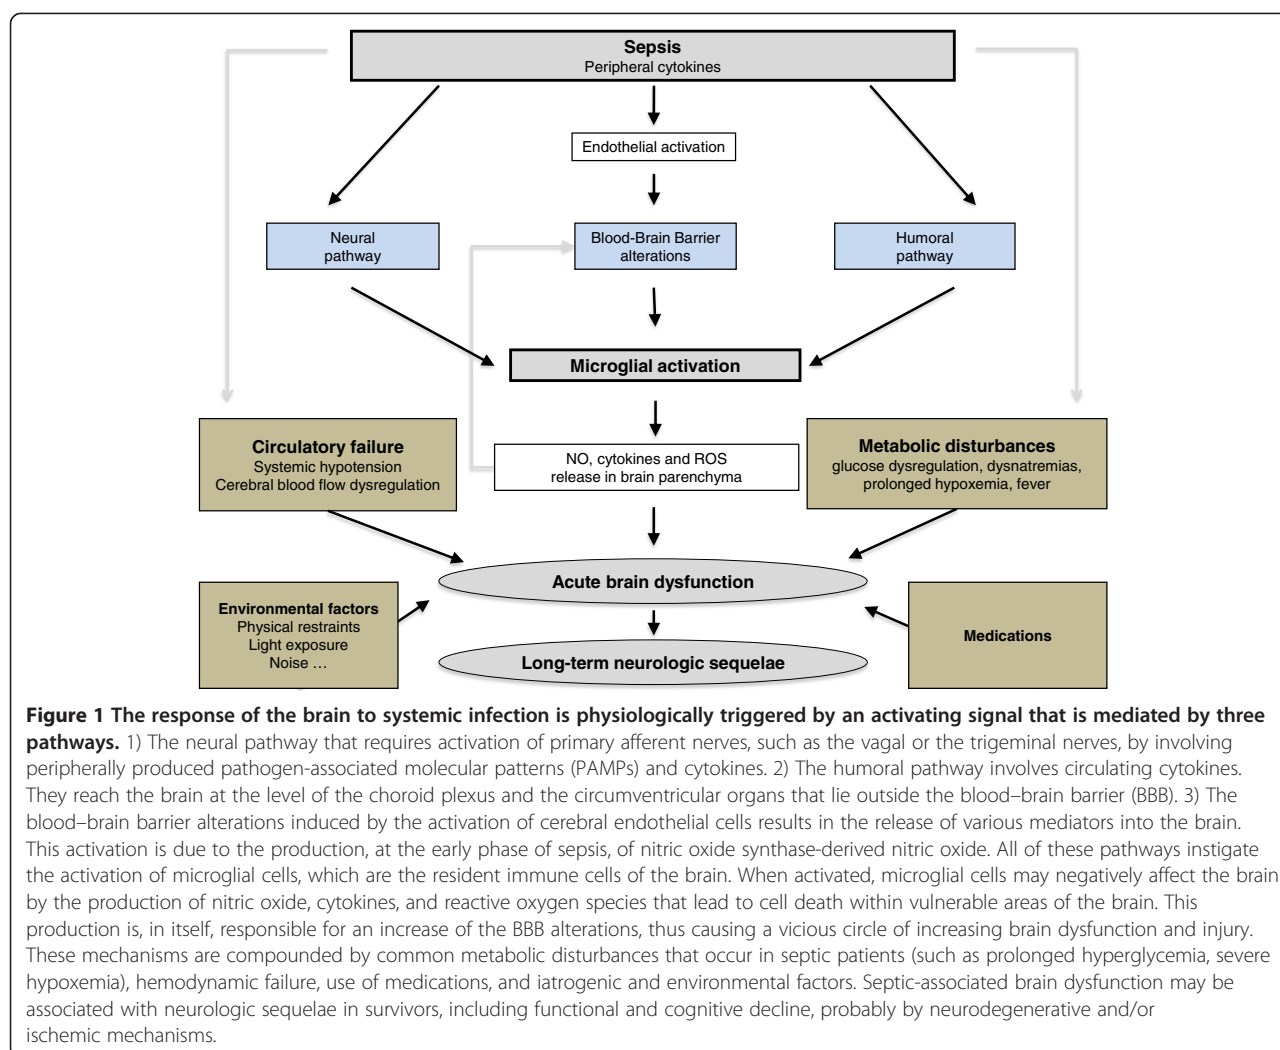 Sepsis
Peripheral cytokines
Endothelial activation
Neural
pathway
Blood-Brain Barrier
alterations
Humoral
pathway
Microglial activation
Circulatory failure
Systemic hypotension
Cerebral blood flow dysregulation
NO, cytokines and ROS
release in brain parenchyma
Metabolic disturbances
glucose dysregulation, dysnatremias,
prolonged hypoxemia, fever
Acute brain dysfunction
Environmental factors
Physical restraints
Light exposure
Noise …
Medications
Long-term neurologic sequelae
Figure 1 The response of the brain to systemic infection is physiologically triggered by an activating signal that is mediated by three
pathways. 1) The neural pathway that requires activation of primary afferent nerves, such as the vagal or the trigeminal nerves, by involving
peripherally produced pathogen-associated molecular patterns (PAMPs) and cytokines. 2) The humoral pathway involves circulating cytokines.
They reach the brain at the level of the choroid plexus and the circumventricular organs that lie outside the blood–brain barrier (BBB). 3) The
blood–brain barrier alterations induced by the activation of cerebral endothelial cells results in the release of various mediators into the brain.
This activation is due to the production, at the early phase of sepsis, of nitric oxide synthase-derived nitric oxide. All of these pathways instigate
the activation of microglial cells, which are the resident immune cells of the brain. When activated, microglial cells may negatively affect the brain
by the production of nitric oxide, cytokines, and reactive oxygen species that lead to cell death within vulnerable areas of the brain. This
production is, in itself, responsible for an increase of the BBB alterations, thus causing a vicious circle of increasing brain dysfunction and injury.
These mechanisms are compounded by common metabolic disturbances that occur in septic patients (such as prolonged hyperglycemia, severe
hypoxemia), hemodynamic failure, use of medications, and iatrogenic and environmental factors. Septic-associated brain dysfunction may be
associated with neurologic sequelae in survivors, including functional and cognitive decline, probably by neurodegenerative and/or
ischemic mechanisms.